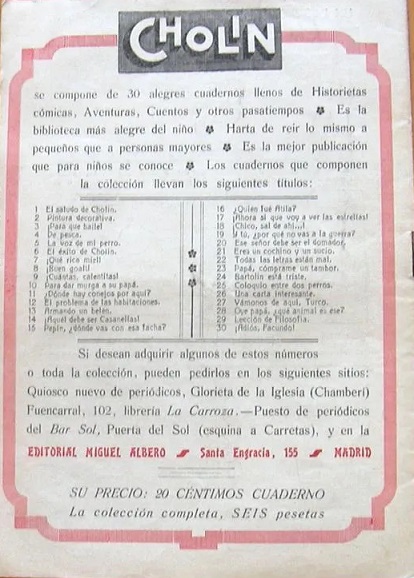 CHOLIN
se compone de 30 alegres cuadernos llenos de Historietas
cómicas, Aventuras, Cuentos y otros pasatiempos ✽ Es la
biblioteca más alegre del niño ✽ Harta de reir lo mismo a
pequeños que a personas mayores ✽ Es la mejor publicación
que para niños se conoce ✽ Los cuadernos que componen
la colección llevan los siguientes títulos:
1 El saludo de Cholin.
2 Pintura decorativa.
3 ¡Para que baile!
4 De pesca.
5 La voz de mi perro.
6 El éxito de Cholin.
7 ¡Qué rico mirli!
8 ¡Buen goal!
9 ¡Cuántas, calentitas!
10 Para dar murga a su papá.
11 ¿Dónde hay conejos por aquí?
12 El problema de las habitaciones.
13 Armando un belén.
14 ¡Aquél debe ser Casanellas!
15 Pepin, ¿dónde vas con esa facha?
16 ¿Quién fué Atila?
17 ¡Ahora sí que voy a ver las estrellas!
18 ¡Chico, sal de ahí...!
19 Y tú, ¿por qué no vas a la guerra?
20 Ese señor debe ser el domador.
21 Eres un cochino y un sucio.
22 Todas las letras están mal.
23 Papá, cómprame un tambor.
24 Bartolín está triste.
25 Coloquio entre dos perros.
26 Una carta interesante.
27 Vámonos de aquí, Turco.
28 Oye papá, ¿qué animal es ese?
29 Lección de Filosofía.
30 ¡Adiós, Facundo!
Si desean adquirir algunos de estos números
o toda la colección, pueden pedirlos en los siguientes sitios:
Quiosco nuevo de periódicos, Glorieta de la Iglesia (Chamberí)
Fuencarral, 102, librería La Carroza.—Puesto de periódicos
del Bar Sol, Puerta del Sol (esquina a Carretas), y en la
EDITORIAL MIGUEL ALBERO Santa Engracia, 155 MADRID
SU PRECIO: 20 CÉNTIMOS CUADERNO
La colección completa, SEIS pesetas